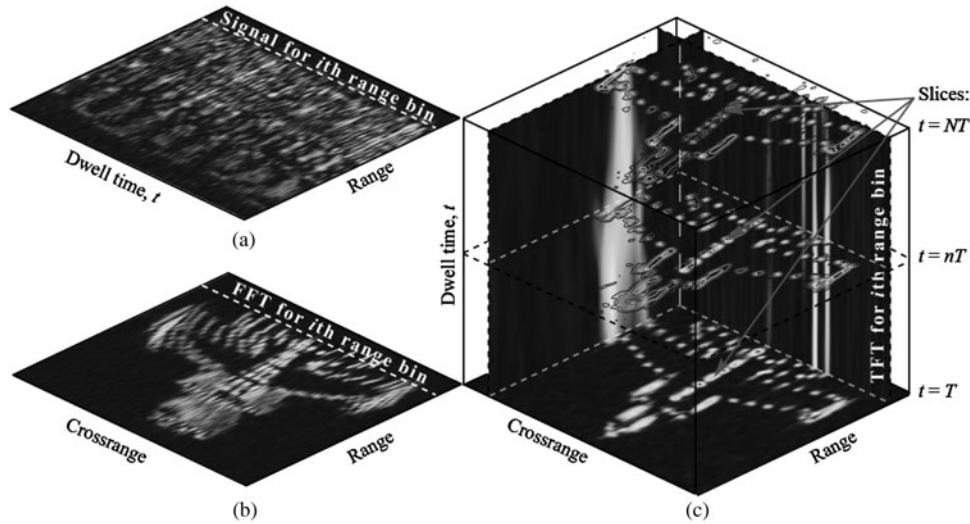 Signal for ith range bin
Dwell time, t
Range
(a)
FFT for ith range bin
Crossrange
Range
(b)
Slices:
t = NT
Dwell time, t
t = nT
TFT for ith range bin
t = T
Crossrange
Range
(c)